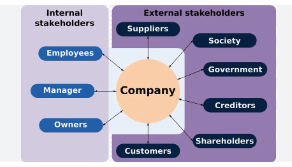 Internal
stakeholders
External stakeholders
Suppliers
Society
Employees
Government
Manager
Company
Creditors
Owners
Shareholders
Customers